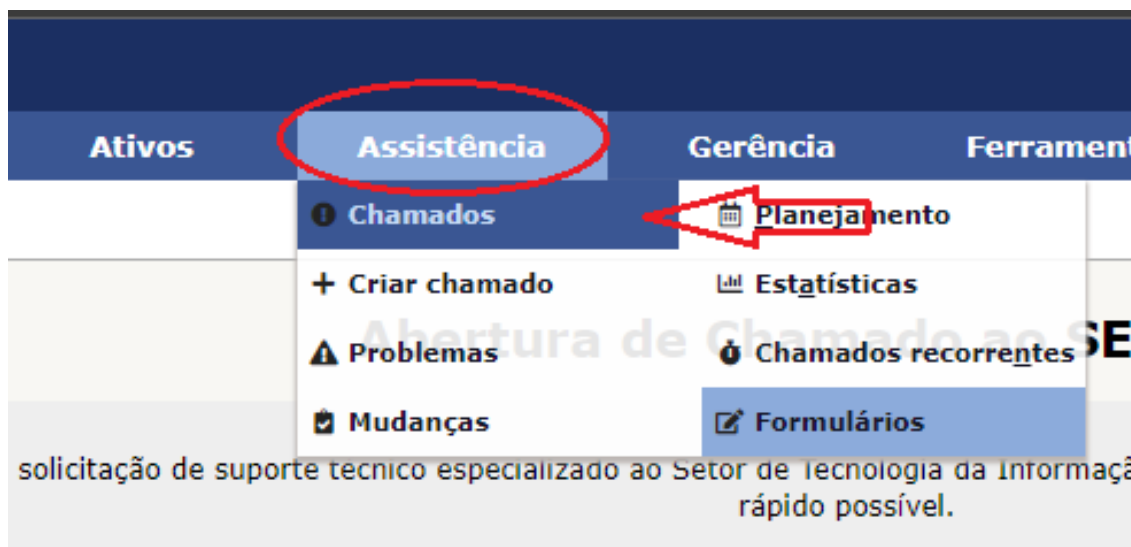 Ativos Assistência Gerência Ferrament
Chamados Planejamento
+ Criar chamado Estatísticas
Abertura de Chamado ao SE
Problemas Chamados recorrentes
Mudanças Formulários
solicitação de suporte técnico especializado ao Setor de Tecnologia da Informaçã
rápido possível.